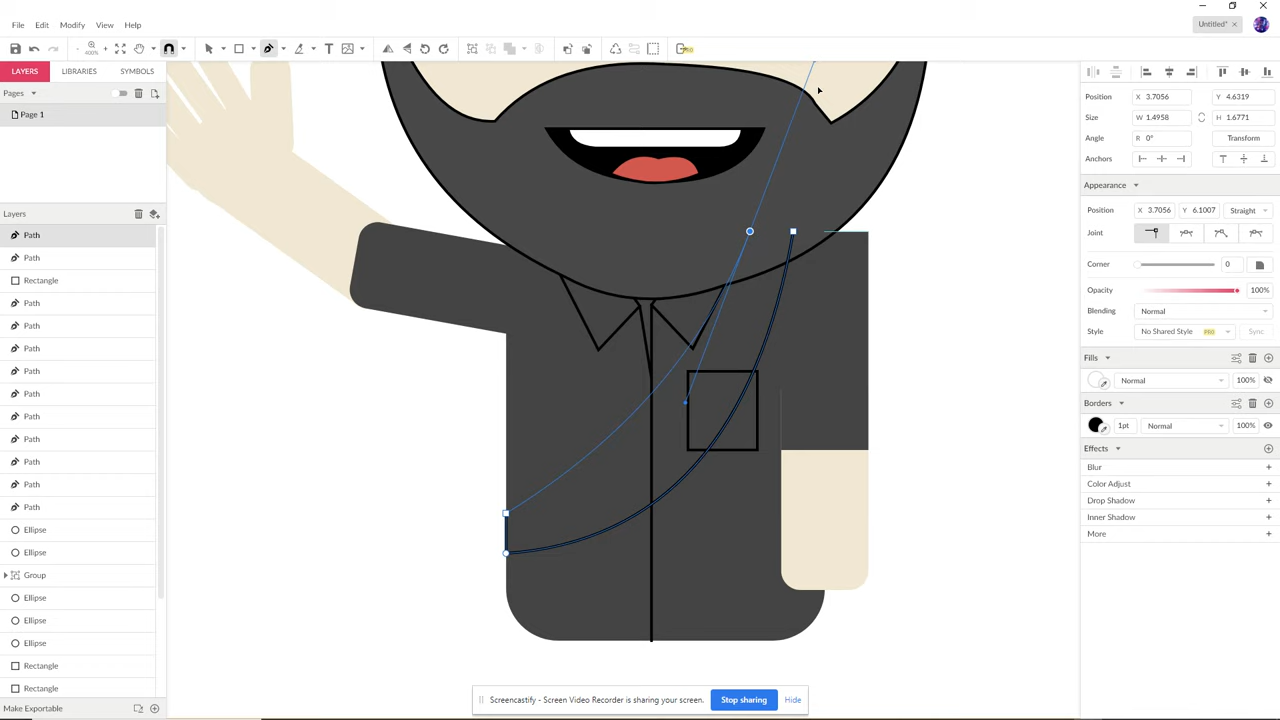 Untitled*
File Edit Modify Insert View Help
400%
PRO
LAYERS LIBRARIES SYMBOLS
Pages
Page 1
Layers
Path
Path
Rectangle
Path
Path
Path
Path
Path
Path
Path
Path
Path
Path
Ellipse
Ellipse
Group
Ellipse
Ellipse
Ellipse
Rectangle
Rectangle
Make Exportable
Position X 3.7056 Y 4.6319
Size W 1.4958 H 1.6771
Angle R 0° Transform
Anchors
Appearance
Position X 3.7056 Y 6.1007 Straight
Joint
Corner 0
Opacity 100%
Blending Normal
Style No Shared Style PRO Sync
Fills
Normal 100%
Borders
1pt Normal 100%
Effects
Blur
Color Adjust
Drop Shadow
Inner Shadow
More
Screencastify - Screen Video Recorder is sharing your screen. Stop sharing Hide